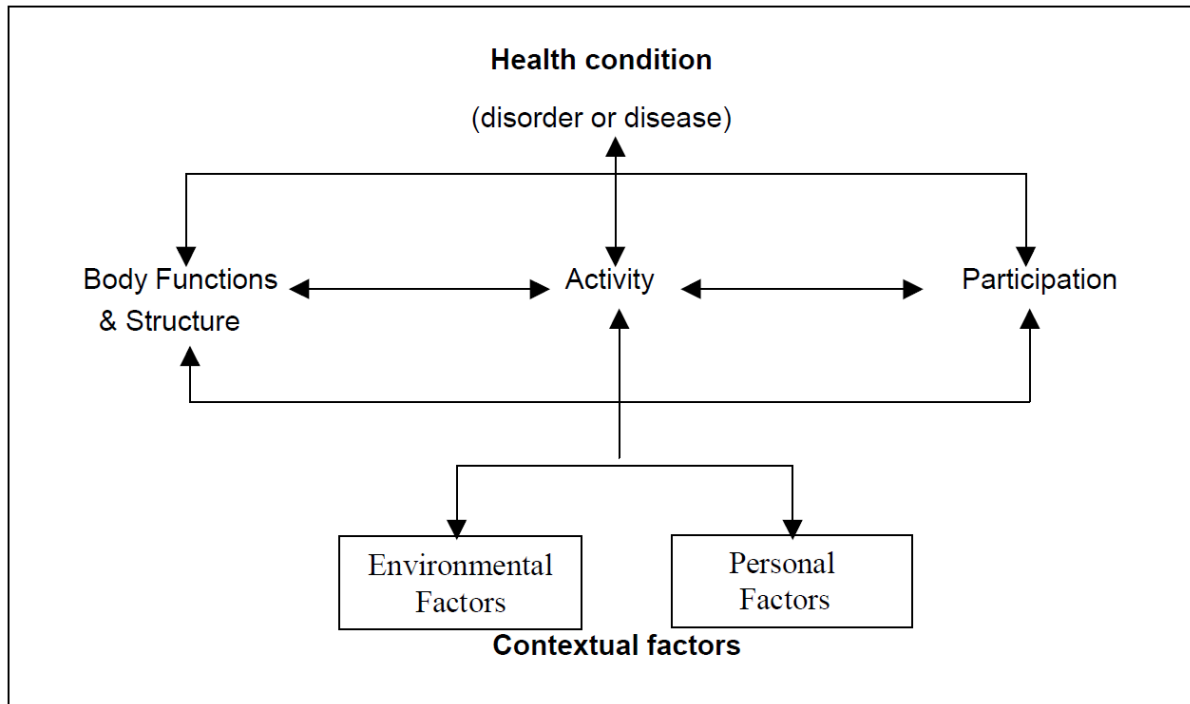 Health condition
(disorder or disease)
Body Functions
& Structure
Activity
Participation
Environmental
Factors
Personal
Factors
Contextual factors